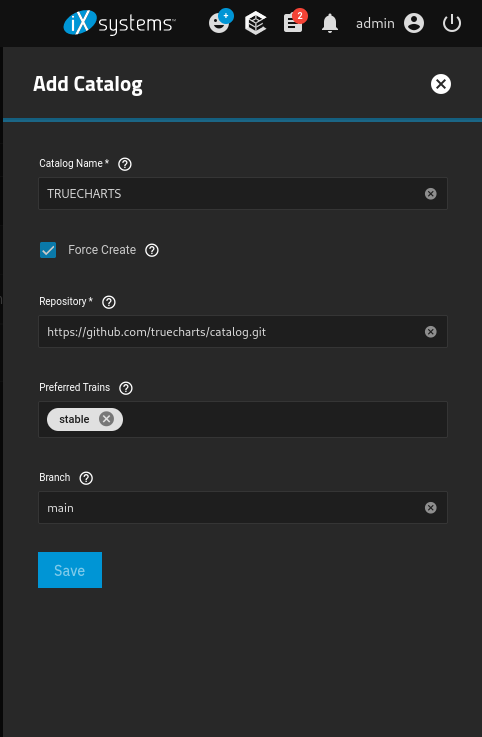 iX systems™
+
2
admin
Add Catalog
Catalog Name * ?
TRUECHARTS
Force Create ?
Repository * ?
https://github.com/truecharts/catalog.git
Preferred Trains ?
stable
Branch ?
main
Save